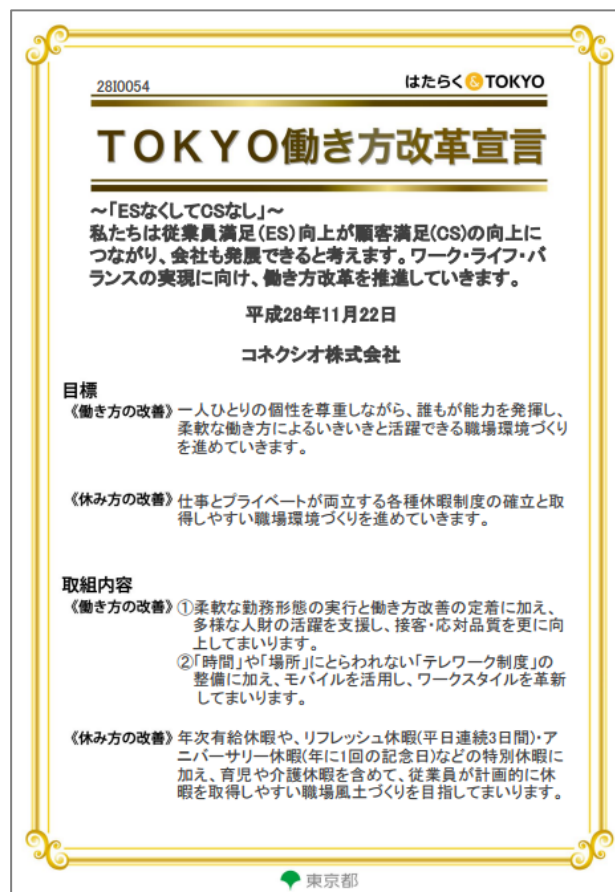 28I0054
はたらく&TOKYO
TOKYO働き方改革宣言
～「ESなくしてCSなし」～
私たちは従業員満足(ES)向上が顧客満足(CS)の向上に
つながり、会社も発展できると考えます。ワーク・ライフ・バ
ランスの実現に向け、働き方改革を推進していきます。
平成28年11月22日
コネクシオ株式会社
目標
《働き方の改善》一人ひとりの個性を尊重しながら、誰もが能力を発揮し、
柔軟な働き方によるいきいきと活躍できる職場環境づくり
を進めていきます。
《休み方の改善》仕事とプライベートが両立する各種休暇制度の確立と取
得しやすい職場環境づくりを進めていきます。
取組内容
《働き方の改善》①柔軟な勤務形態の実行と働き方改善の定着に加え、
多様な人財の活躍を支援し、接客・応対品質を更に向
上してまいります。
②「時間」や「場所」にとらわれない「テレワーク制度」の
整備に加え、モバイルを活用し、ワークスタイルを革新
してまいります。
《休み方の改善》年次有給休暇や、リフレッシュ休暇(平日連続3日間)・ア
ニバーサリー休暇(年に1回の記念日)などの特別休暇に
加え、育児や介護休暇を含めて、従業員が計画的に休
暇を取得しやすい職場風土づくりを目指してまいります。
東京都